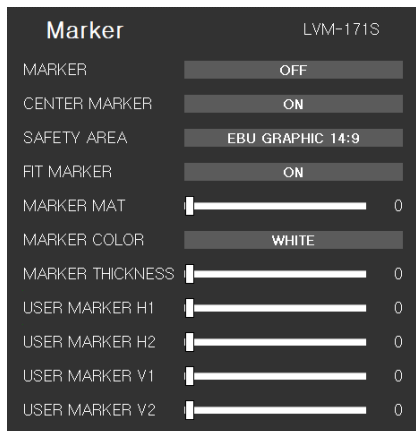 Marker LVM-171S
MARKER OFF
CENTER MARKER ON
SAFETY AREA EBU GRAPHIC 14:9
FIT MARKER ON
MARKER MAT 0
MARKER COLOR WHITE
MARKER THICKNESS 0
USER MARKER H1 0
USER MARKER H2 0
USER MARKER V1 0
USER MARKER V2 0